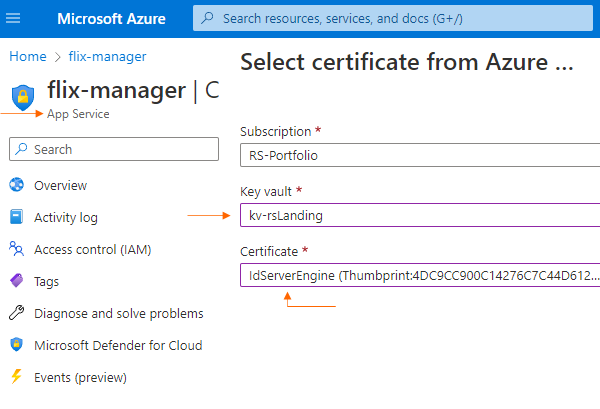 Microsoft Azure
Search resources, services, and docs (G+/)
Home > flix-manager
flix-manager | C
App Service
Search
Overview
Activity log
Access control (IAM)
Tags
Diagnose and solve problems
Microsoft Defender for Cloud
Events (preview)
Select certificate from Azure ...
Subscription *
RS-Portfolio
Key vault *
kv-rsLanding
Certificate *
IdServerEngine (Thumbprint:4DC9CC900C14276C7C44D612...